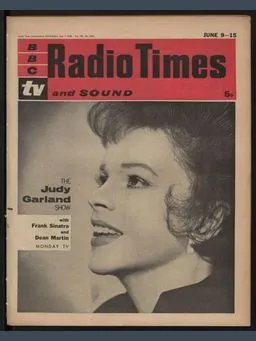 JUNE 9–15
BBC
tv
Radio Times
and SOUND
THE
Judy
Garland
SHOW
with
Frank Sinatra
and
Dean Martin
MONDAY TV